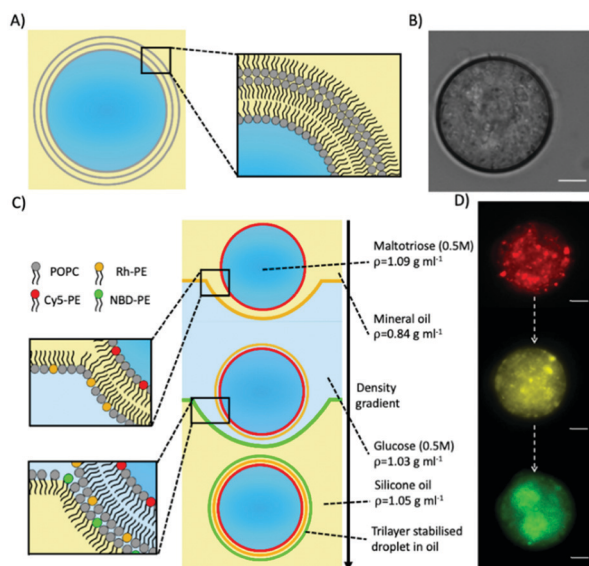 A)
B)
C)
D)
POPC
Rh-PE
Cy5-PE
NBD-PE
Maltotriose (0.5M)
ρ=1.09 g ml⁻¹
Mineral oil
ρ=0.84 g ml⁻¹
Density
gradient
Glucose (0.5M)
ρ=1.03 g ml⁻¹
Silicone oil
ρ=1.05 g ml⁻¹
Trilayer stabilised
droplet in oil